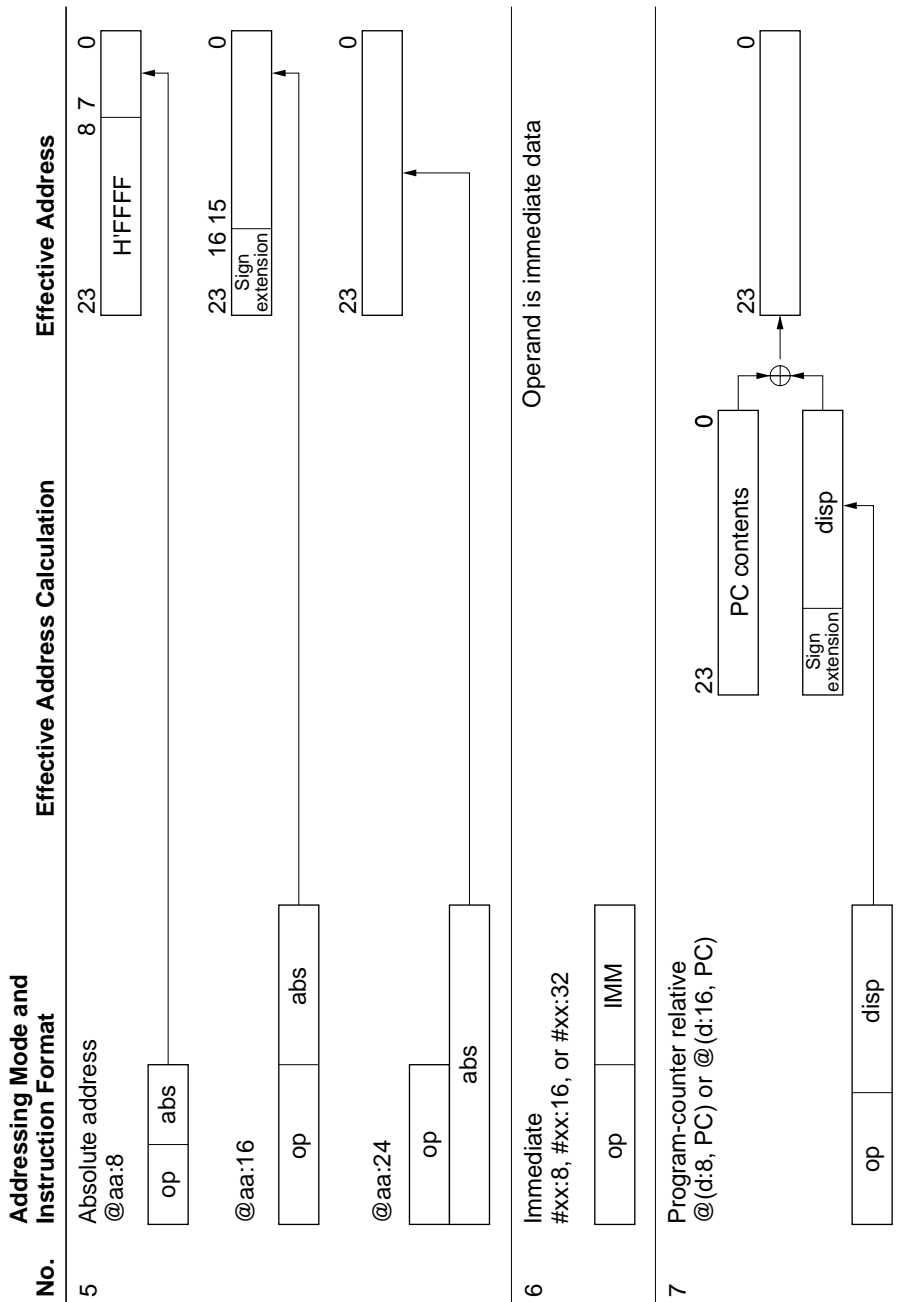 No.
Addressing Mode and
Instruction Format
Effective Address Calculation
Effective Address
5
Absolute address
@aa:8
op
abs
23
8 7
0
H'FFFF
@aa:16
op
abs
23
16 15
0
Sign
extension
@aa:24
op
abs
23
0
6
Immediate
#xx:8, #xx:16, or #xx:32
op
IMM
Operand is immediate data
7
Program-counter relative
@(d:8, PC) or @(d:16, PC)
op
disp
23
0
PC contents
Sign
extension
disp
23
0